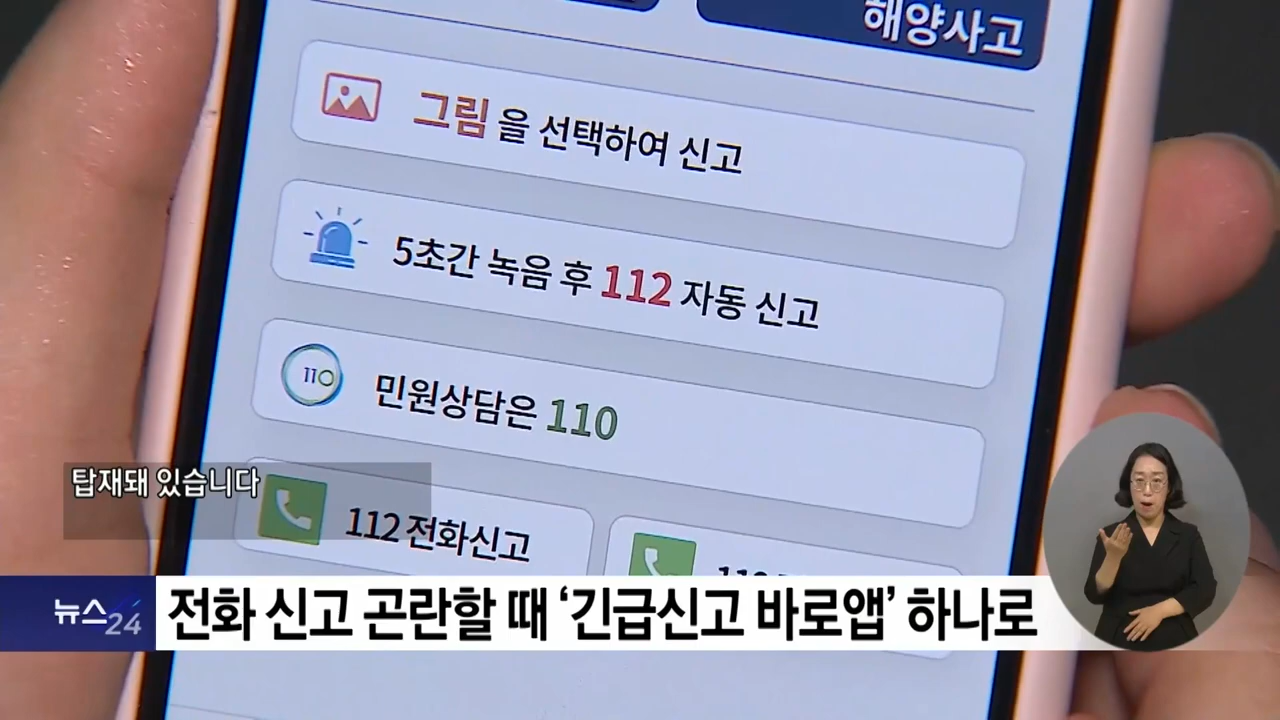 해양사고
그림을 선택하여 신고
5초간 녹음 후 112 자동 신고
110
민원상담은 110
탑재돼 있습니다
112 전화신고
뉴스24
전화 신고 곤란할 때 ‘긴급신고 바로앱’ 하나로